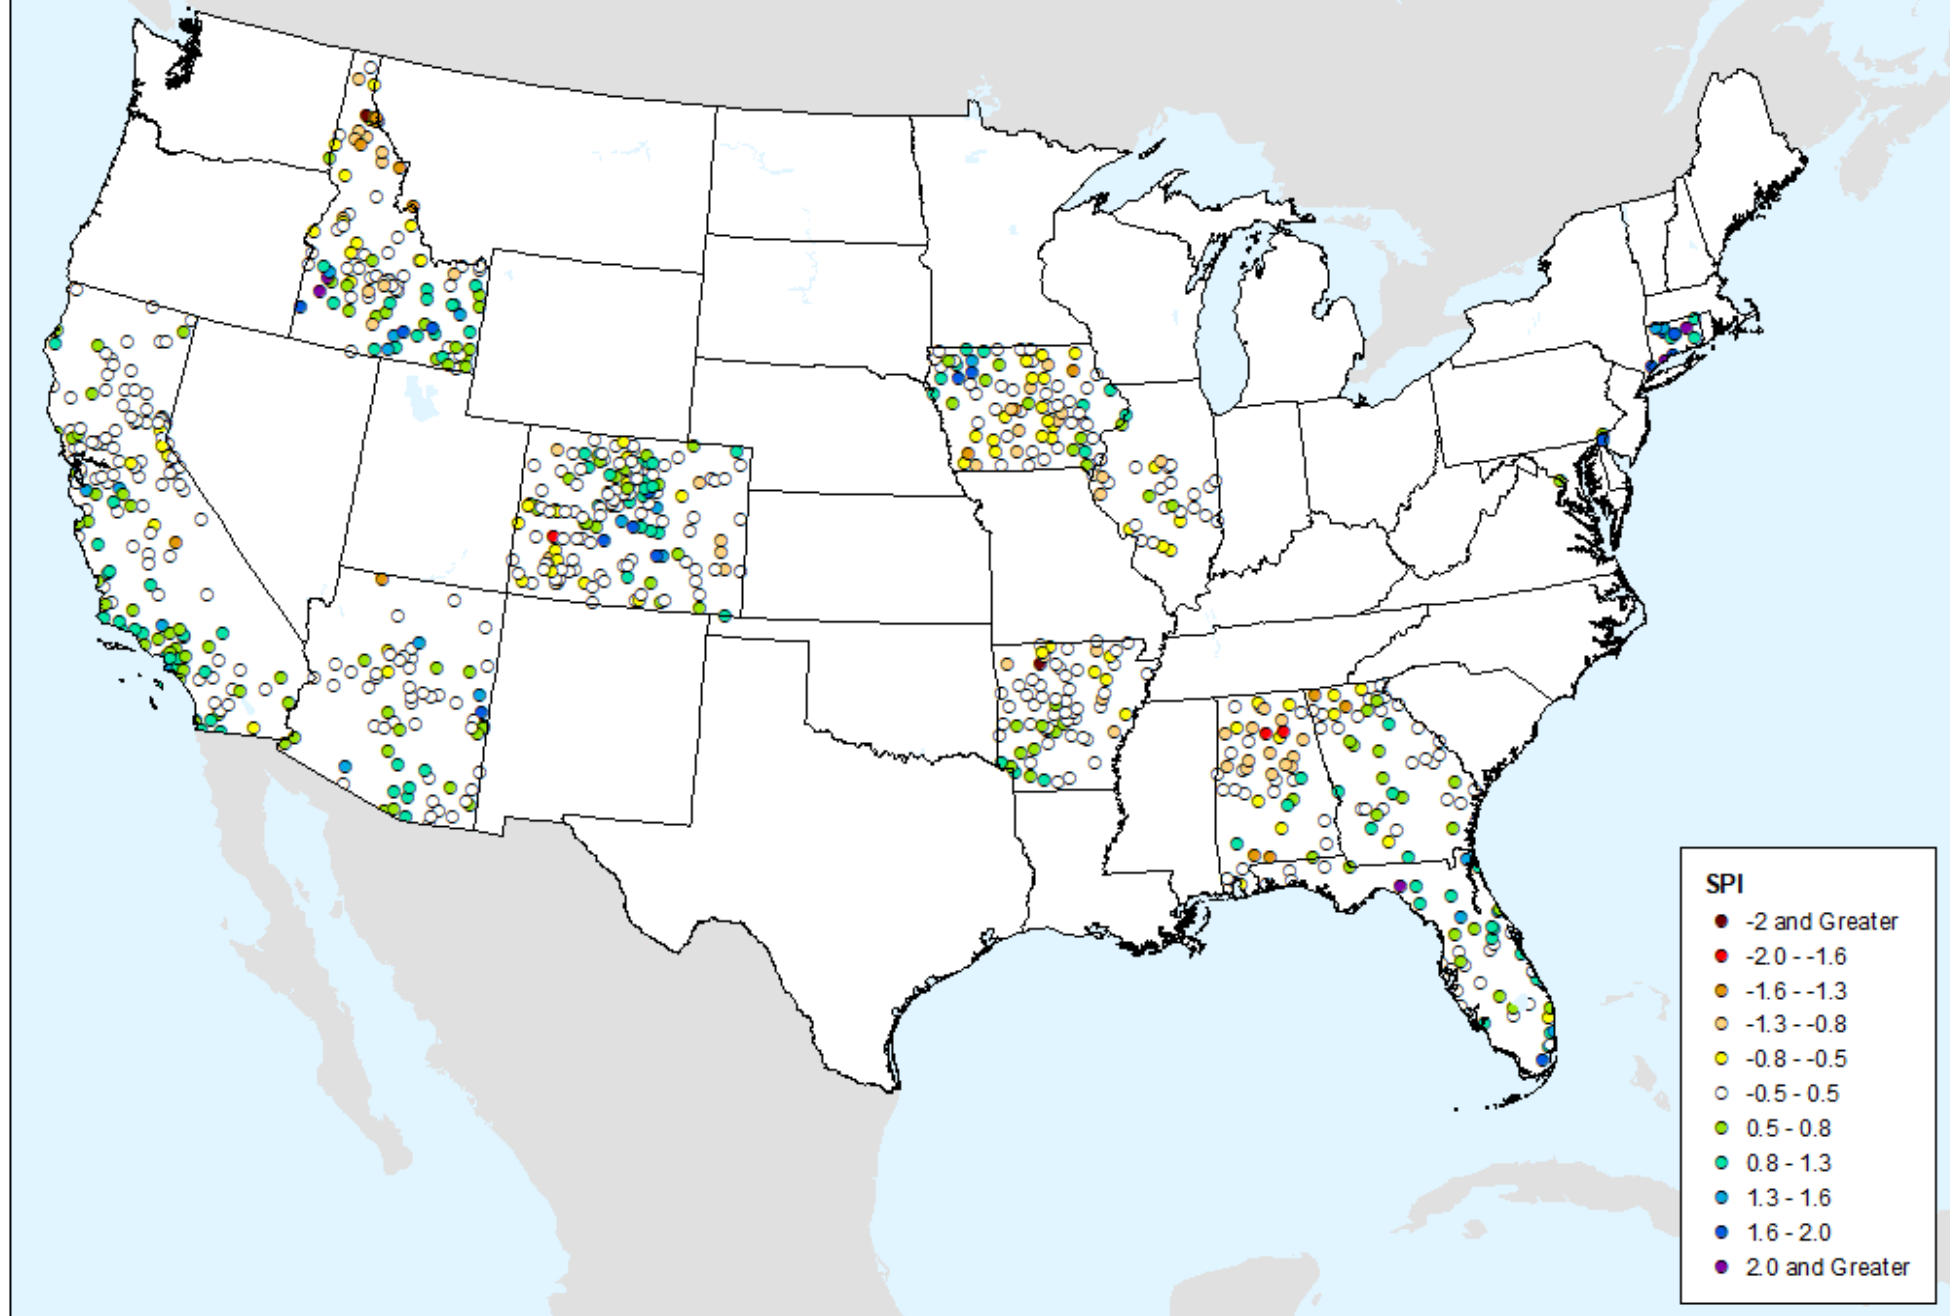 SPI
-2 and Greater
-2.0 - -1.6
-1.6 - -1.3
-1.3 - -0.8
-0.8 - -0.5
-0.5 - 0.5
0.5 - 0.8
0.8 - 1.3
1.3 - 1.6
1.6 - 2.0
2.0 and Greater